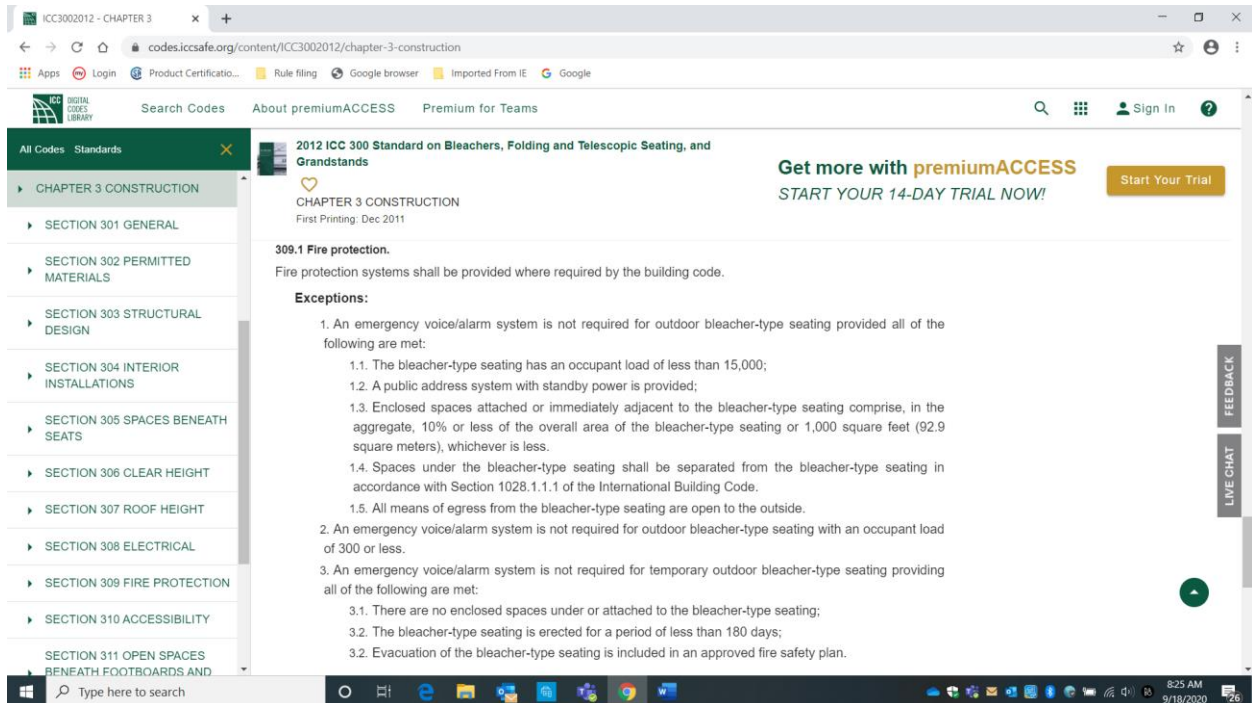 ICC3002012 - CHAPTER 3
codes.iccsafe.org/content/ICC3002012/chapter-3-construction
Apps
Login
Product Certificatio...
Rule filing
Google browser
Imported From IE
Google
ICC DIGITAL CODES LIBRARY
Search Codes
About premiumACCESS
Premium for Teams
Sign In
All Codes Standards
CHAPTER 3 CONSTRUCTION
SECTION 301 GENERAL
SECTION 302 PERMITTED
MATERIALS
SECTION 303 STRUCTURAL
DESIGN
SECTION 304 INTERIOR
INSTALLATIONS
SECTION 305 SPACES BENEATH
SEATS
SECTION 306 CLEAR HEIGHT
SECTION 307 ROOF HEIGHT
SECTION 308 ELECTRICAL
SECTION 309 FIRE PROTECTION
SECTION 310 ACCESSIBILITY
SECTION 311 OPEN SPACES
BENEATH FOOTBOARDS AND
2012 ICC 300 Standard on Bleachers, Folding and Telescopic Seating, and
Grandstands
CHAPTER 3 CONSTRUCTION
First Printing: Dec 2011
Get more with premiumACCESS
START YOUR 14-DAY TRIAL NOW!
Start Your Trial
309.1 Fire protection.
Fire protection systems shall be provided where required by the building code.
Exceptions:
1. An emergency voice/alarm system is not required for outdoor bleacher-type seating provided all of the
following are met:
1.1. The bleacher-type seating has an occupant load of less than 15,000;
1.2. A public address system with standby power is provided;
1.3. Enclosed spaces attached or immediately adjacent to the bleacher-type seating comprise, in the
aggregate, 10% or less of the overall area of the bleacher-type seating or 1,000 square feet (92.9
square meters), whichever is less.
1.4. Spaces under the bleacher-type seating shall be separated from the bleacher-type seating in
accordance with Section 1028.1.1.1 of the International Building Code.
1.5. All means of egress from the bleacher-type seating are open to the outside.
2. An emergency voice/alarm system is not required for outdoor bleacher-type seating with an occupant load
of 300 or less.
3. An emergency voice/alarm system is not required for temporary outdoor bleacher-type seating providing
all of the following are met:
3.1. There are no enclosed spaces under or attached to the bleacher-type seating;
3.2. The bleacher-type seating is erected for a period of less than 180 days;
3.2. Evacuation of the bleacher-type seating is included in an approved fire safety plan.
FEEDBACK
LIVE CHAT
Type here to search
8:25 AM
9/18/2020
26